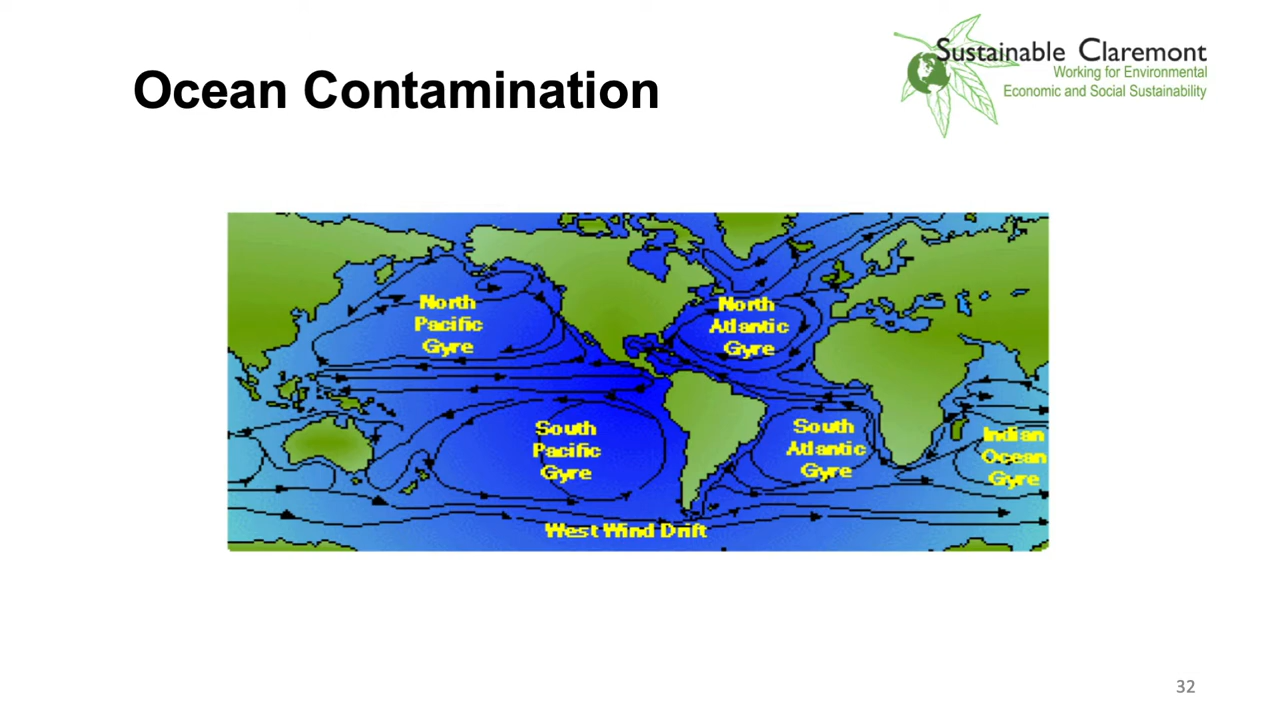 Ocean Contamination
Sustainable Claremont
Working for Environmental
Economic and Social Sustainability
North
Pacific
Gyre
North
Atlantic
Gyre
South
Pacific
Gyre
South
Atlantic
Gyre
Indian
Ocean
Gyre
West Wind Drift
32